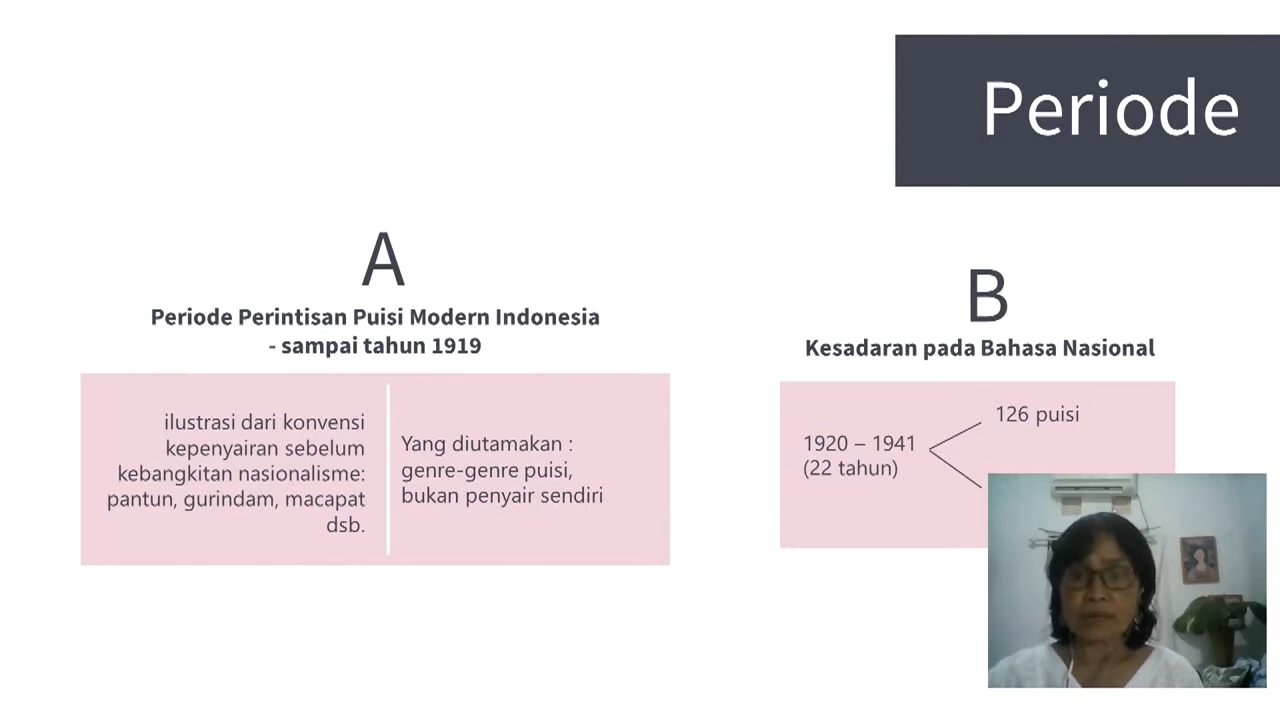 Periode
A
Periode Perintisan Puisi Modern Indonesia
- sampai tahun 1919
ilustrasi dari konvensi
kepenyairan sebelum
kebangkitan nasionalisme:
pantun, gurindam, macapat
dsb.
Yang diutamakan :
genre-genre puisi,
bukan penyair sendiri
B
Kesadaran pada Bahasa Nasional
1920 – 1941
(22 tahun)
126 puisi